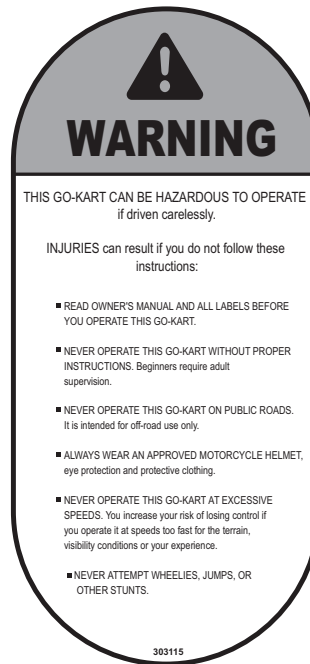 WARNING
THIS GO-KART CAN BE HAZARDOUS TO OPERATE
if driven carelessly.
INJURIES can result if you do not follow these
instructions:
■ READ OWNER'S MANUAL AND ALL LABELS BEFORE
YOU OPERATE THIS GO-KART.
■ NEVER OPERATE THIS GO-KART WITHOUT PROPER
INSTRUCTIONS. Beginners require adult
supervision.
■ NEVER OPERATE THIS GO-KART ON PUBLIC ROADS.
It is intended for off-road use only.
■ ALWAYS WEAR AN APPROVED MOTORCYCLE HELMET,
eye protection and protective clothing.
■ NEVER OPERATE THIS GO-KART AT EXCESSIVE
SPEEDS. You increase your risk of losing control if
you operate it at speeds too fast for the terrain,
visibility conditions or your experience.
■ NEVER ATTEMPT WHEELIES, JUMPS, OR
OTHER STUNTS.
303115